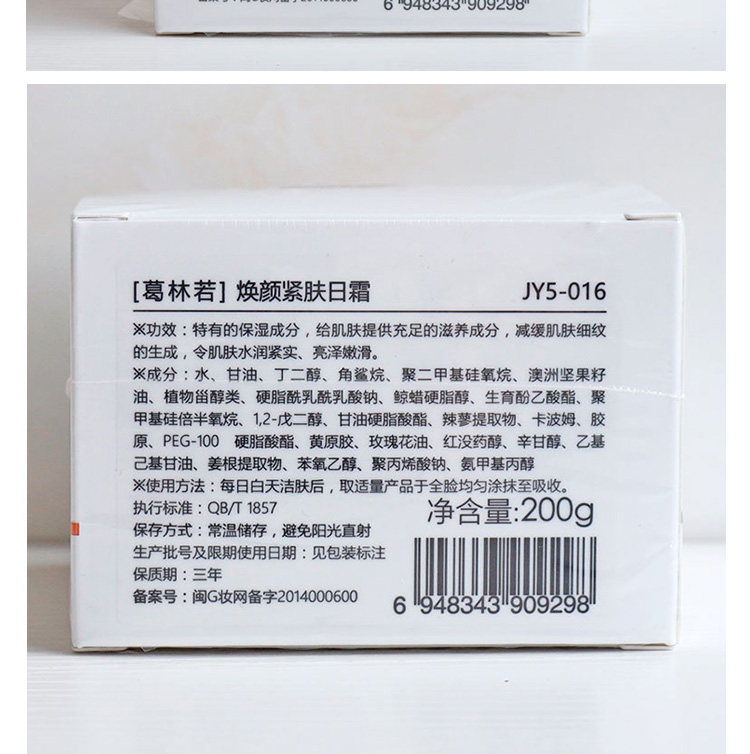 6 948343 909298
[葛林若] 焕颜紧肤日霜 JY5-016
※功效：特有的保湿成分，给肌肤提供充足的滋养成分，减缓肌肤细纹
的生成，令肌肤水润紧实、亮泽嫩滑。
※成分：水、甘油、丁二醇、角鲨烷、聚二甲基硅氧烷、澳洲坚果籽
油、植物甾醇类、硬脂酰乳酰乳酸钠、鲸蜡硬脂醇、生育酚乙酸酯、聚
甲基硅倍半氧烷、1,2-戊二醇、甘油硬脂酸酯、辣蓼提取物、卡波姆、胶
原、PEG-100 硬脂酸酯、黄原胶、玫瑰花油、红没药醇、辛甘醇、乙基
己基甘油、姜根提取物、苯氧乙醇、聚丙烯酸钠、氨甲基丙醇
※使用方法：每日白天洁肤后，取适量产品于全脸均匀涂抹至吸收。
执行标准：QB/T 1857
净含量:200g
保存方式：常温储存，避免阳光直射
生产批号及限期使用日期：见包装标注
保质期：三年
备案号：闽G妆网备字2014000600
6 948343 909298